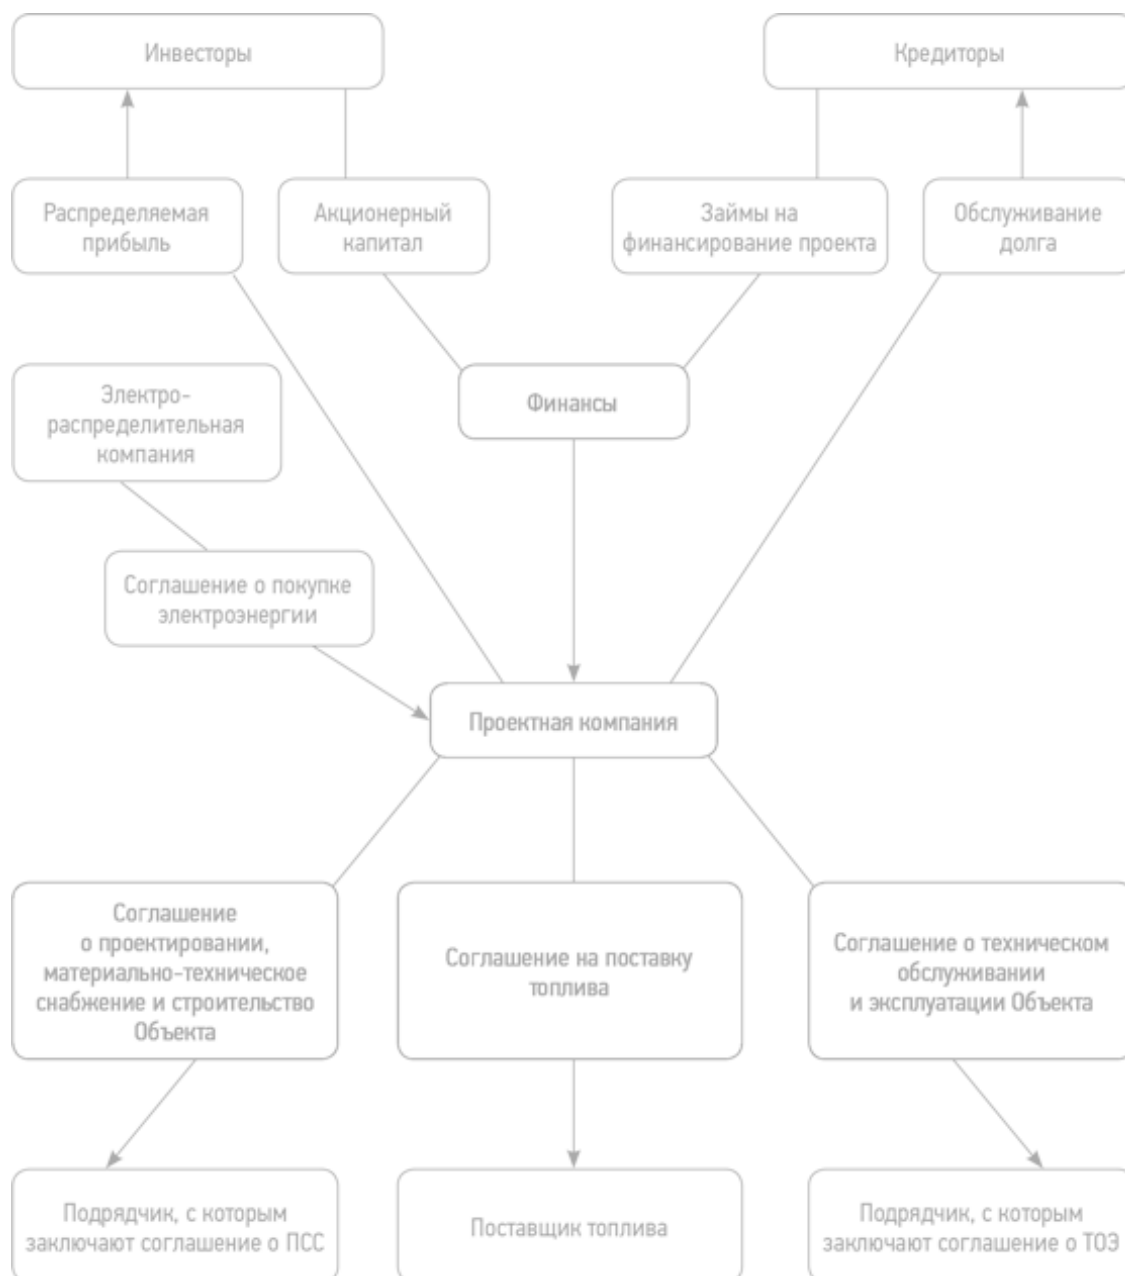 Инвесторы
Кредиторы
Распределяемая
прибыль
Акционерный
капитал
Займы на
финансирование проекта
Обслуживание
долга
Электро-
распределительная
компания
Финансы
Соглашение о покупке
электроэнергии
Проектная компания
Соглашение
о проектировании,
материально-техническое
снабжение и строительство
Объекта
Соглашение на поставку
топлива
Соглашение о техническом
обслуживании
и эксплуатации Объекта
Подрядчик, с которым
заключают соглашение о ПСС
Поставщик топлива
Подрядчик, с которым
заключают соглашение о ТОЭ